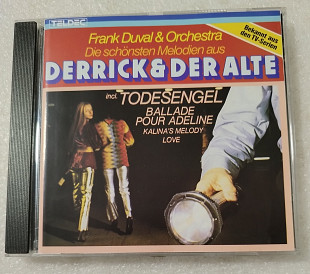 TELDEC
Frank Duval & Orchestra
Die schönsten Melodien aus
Bekannt aus
den TV-Serien
DERRICK & DER ALTE
incl. TODESENGEL
BALLADE
POUR ADELINE
KALINA'S MELODY
LOVE